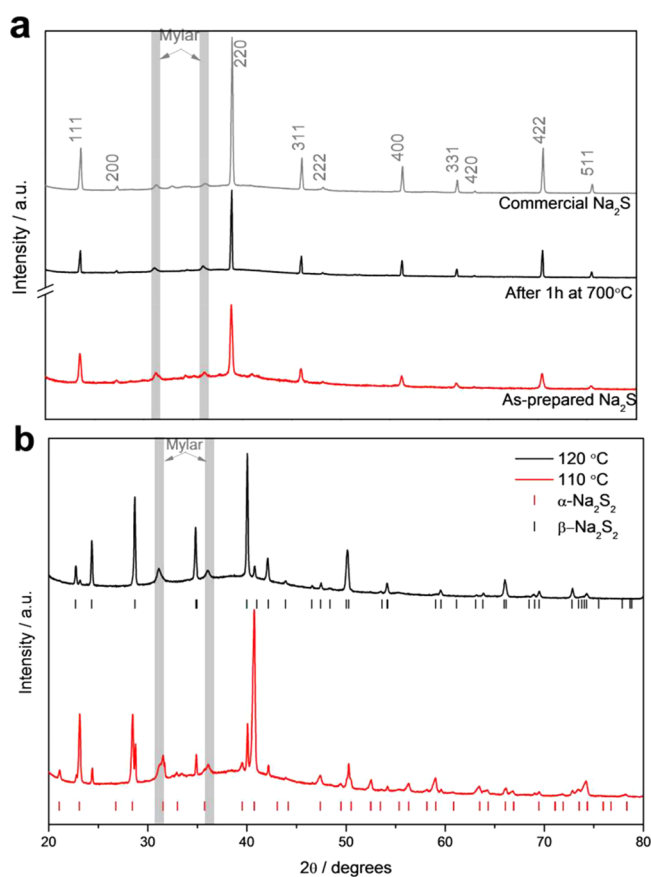 a
Mylar
111
200
220
311
222
400
331
420
422
511
Commercial Na₂S
After 1h at 700°C
As-prepared Na₂S
Intensity / a.u.
b
Mylar
120 °C
110 °C
α-Na₂S₂
β–Na₂S₂
Intensity / a.u.
20 30 40 50 60 70 80
2θ / degrees